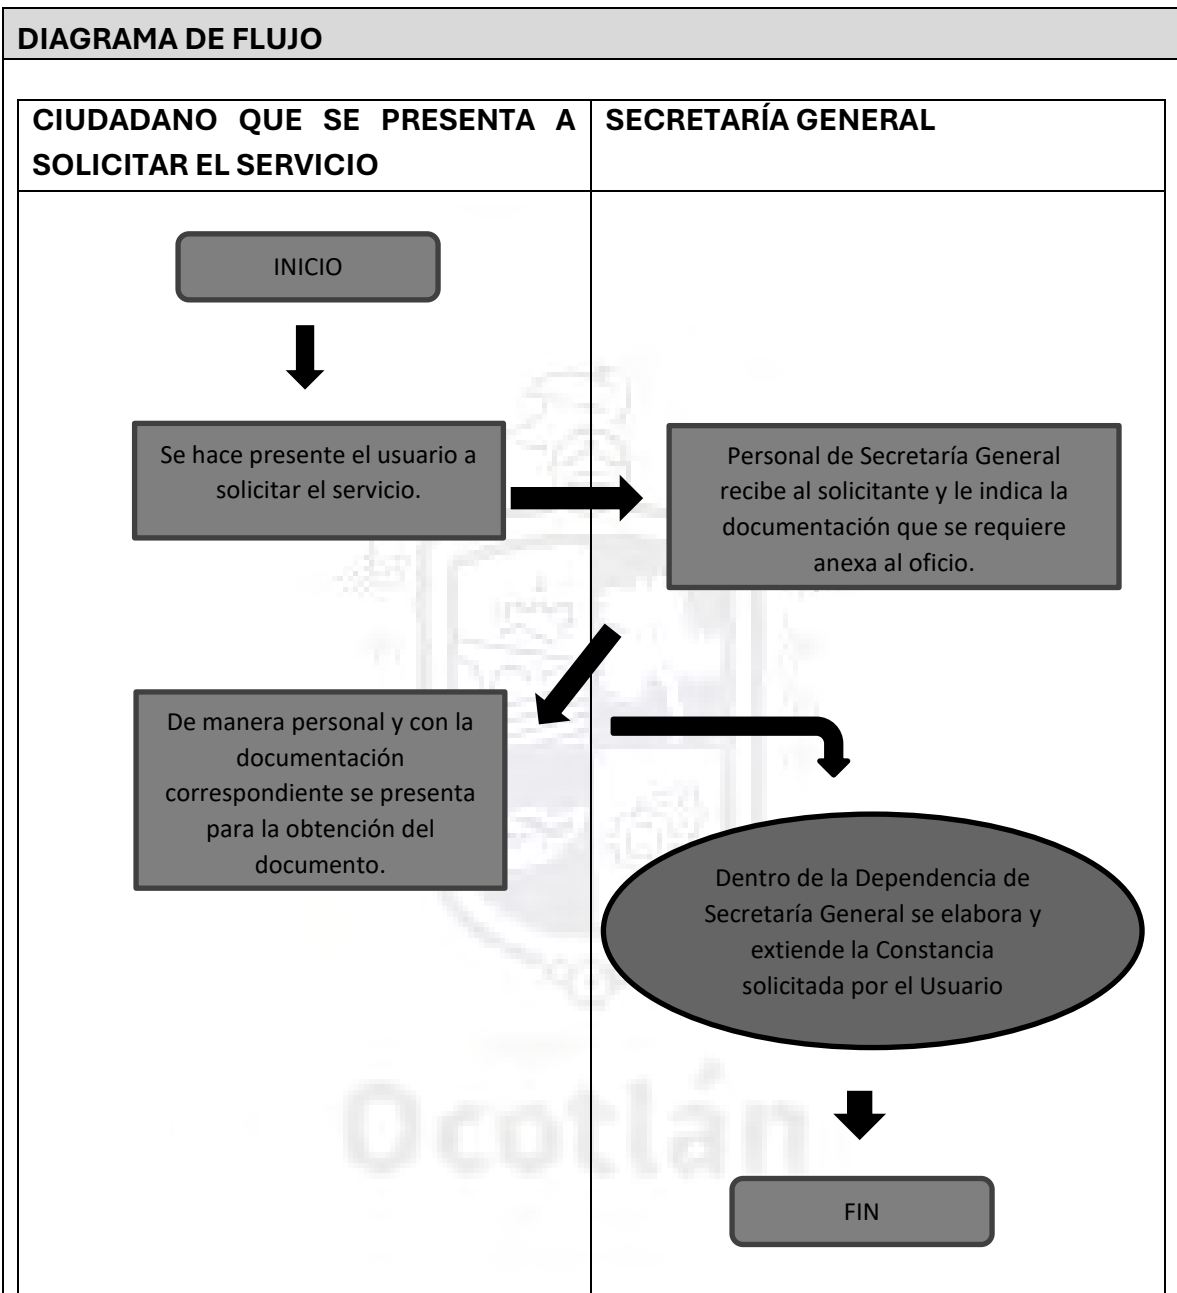 DIAGRAMA DE FLUJO
CIUDADANO QUE SE PRESENTA A
SOLICITAR EL SERVICIO
SECRETARÍA GENERAL
INICIO
Se hace presente el usuario a
solicitar el servicio.
Personal de Secretaría General
recibe al solicitante y le indica la
documentación que se requiere
anexa al oficio.
De manera personal y con la
documentación
correspondiente se presenta
para la obtención del
documento.
Dentro de la Dependencia de
Secretaría General se elabora y
extiende la Constancia
solicitada por el Usuario
Ocotlán
FIN